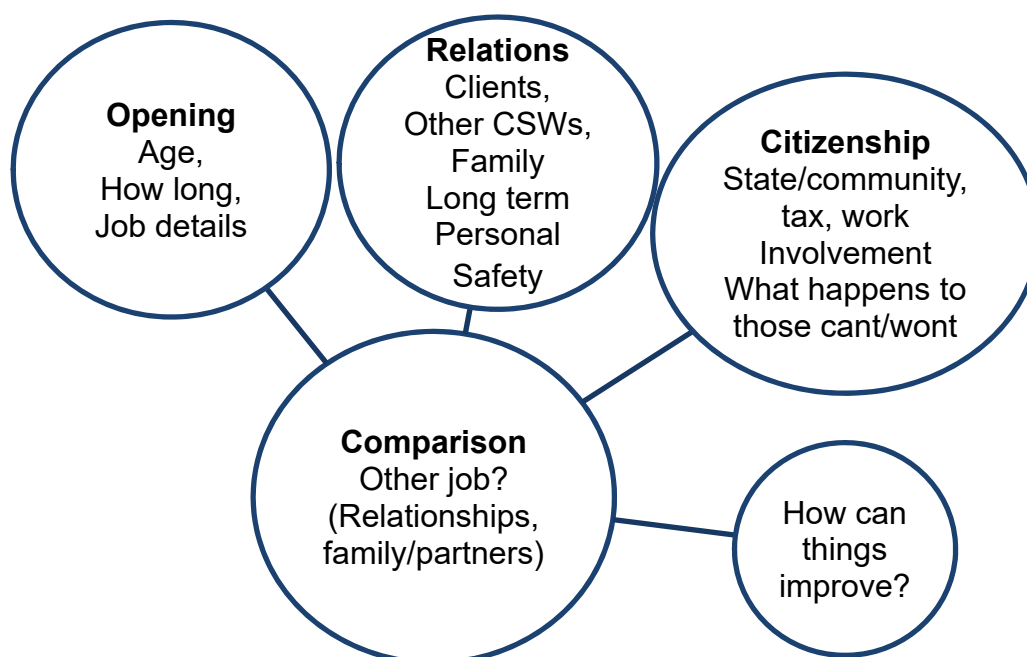 Opening
Age,
How long,
Job details
Relations
Clients,
Other CSWs,
Family
Long term
Personal
Safety
Citizenship
State/community,
tax, work
Involvement
What happens to
those cant/wont
Comparison
Other job?
(Relationships,
family/partners)
How can
things
improve?